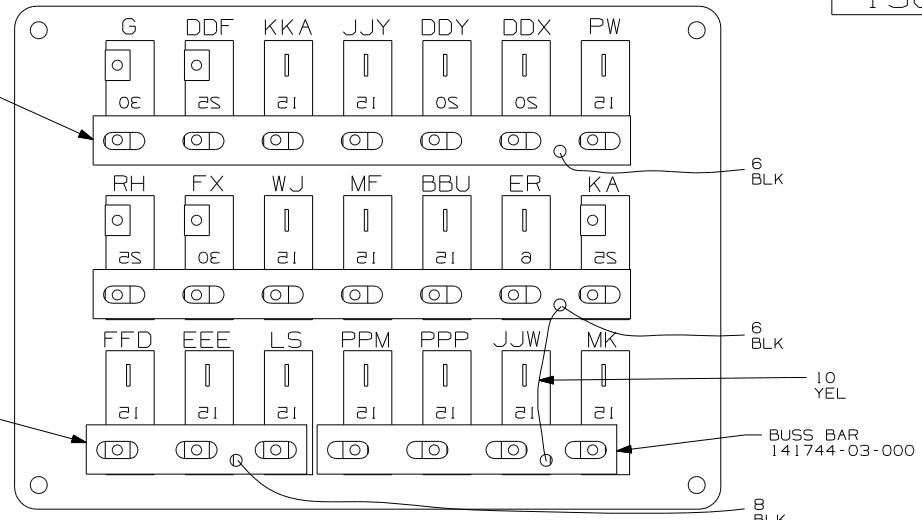 G DDF KKA JJY DDY DDX PW
30 25 15 15 20 20 15
6
BLK
RH FX WJ MF BBU ER KA
25 30 15 15 15 6 25
6
BLK
FFD EEE LS PPM PPP JJW MK
10
YEL
15 15 15 15 15 15 15
BUSS BAR
141744-03-000
8
BLK